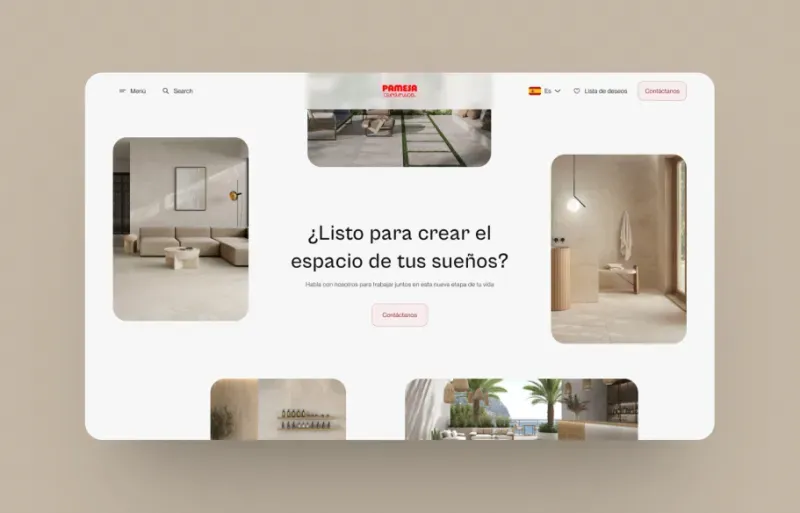 Menú
Search
PAMESA
CERÁMICA
Es
Lista de deseos
Contáctanos
¿Listo para crear el
espacio de tus sueños?
Habla con nosotros para trabajar juntos en esta nueva etapa de tu vida
Contáctanos